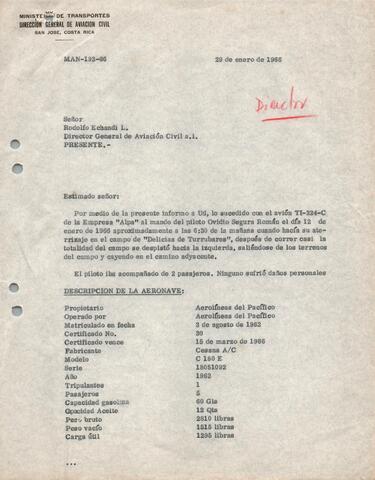 MINISTERIO DE TRANSPORTES
DIRECCION GENERAL DE AVIACION CIVIL
SAN JOSE, COSTA RICA
MAN-193-66 29 de enero de 1966
Director
Señor
Rodolfo Echandi L.
Director General de Aviación Civil a.i.
PRESENTE.-
Estimado señor:
Por medio de la presente informo a Ud, lo sucedido con el avión TI-324-C
de la Empresa "Alpa" al mando del piloto Ovidio Segura Román el día 12 de
enero de 1966 aproximadamente a las 6:30 de la mañana cuando hacía su ate-
rrizaje en el campo de "Delicias de Turrubares", después de correr casi la
totalidad del campo se despistó hacia la izquierda, saliéndose de los terrenos
del campo y cayendo en el camino adyacente.
El piloto iba acompañado de 2 pasajeros. Ninguno sufrió daños personales
DESCRIPCION DE LA AERONAVE:
Propietario Aerolíneas del Pacífico
Operado por Aerolíneas del Pacífico
Matriculado en fecha 3 de agosto de 1962
Certificado No. 30
Certificado vence 15 de marzo de 1966
Fabricante Cessna A/C
Modelo C 180 E
Serie 18051092
Año 1962
Tripulantes 1
Pasajeros 5
Capacidad gasolina 60 Gls
Capacidad Aceite 12 Qts
Peso bruto 2810 libras
Peso vacío 1515 libras
Carga útil 1295 libras
...